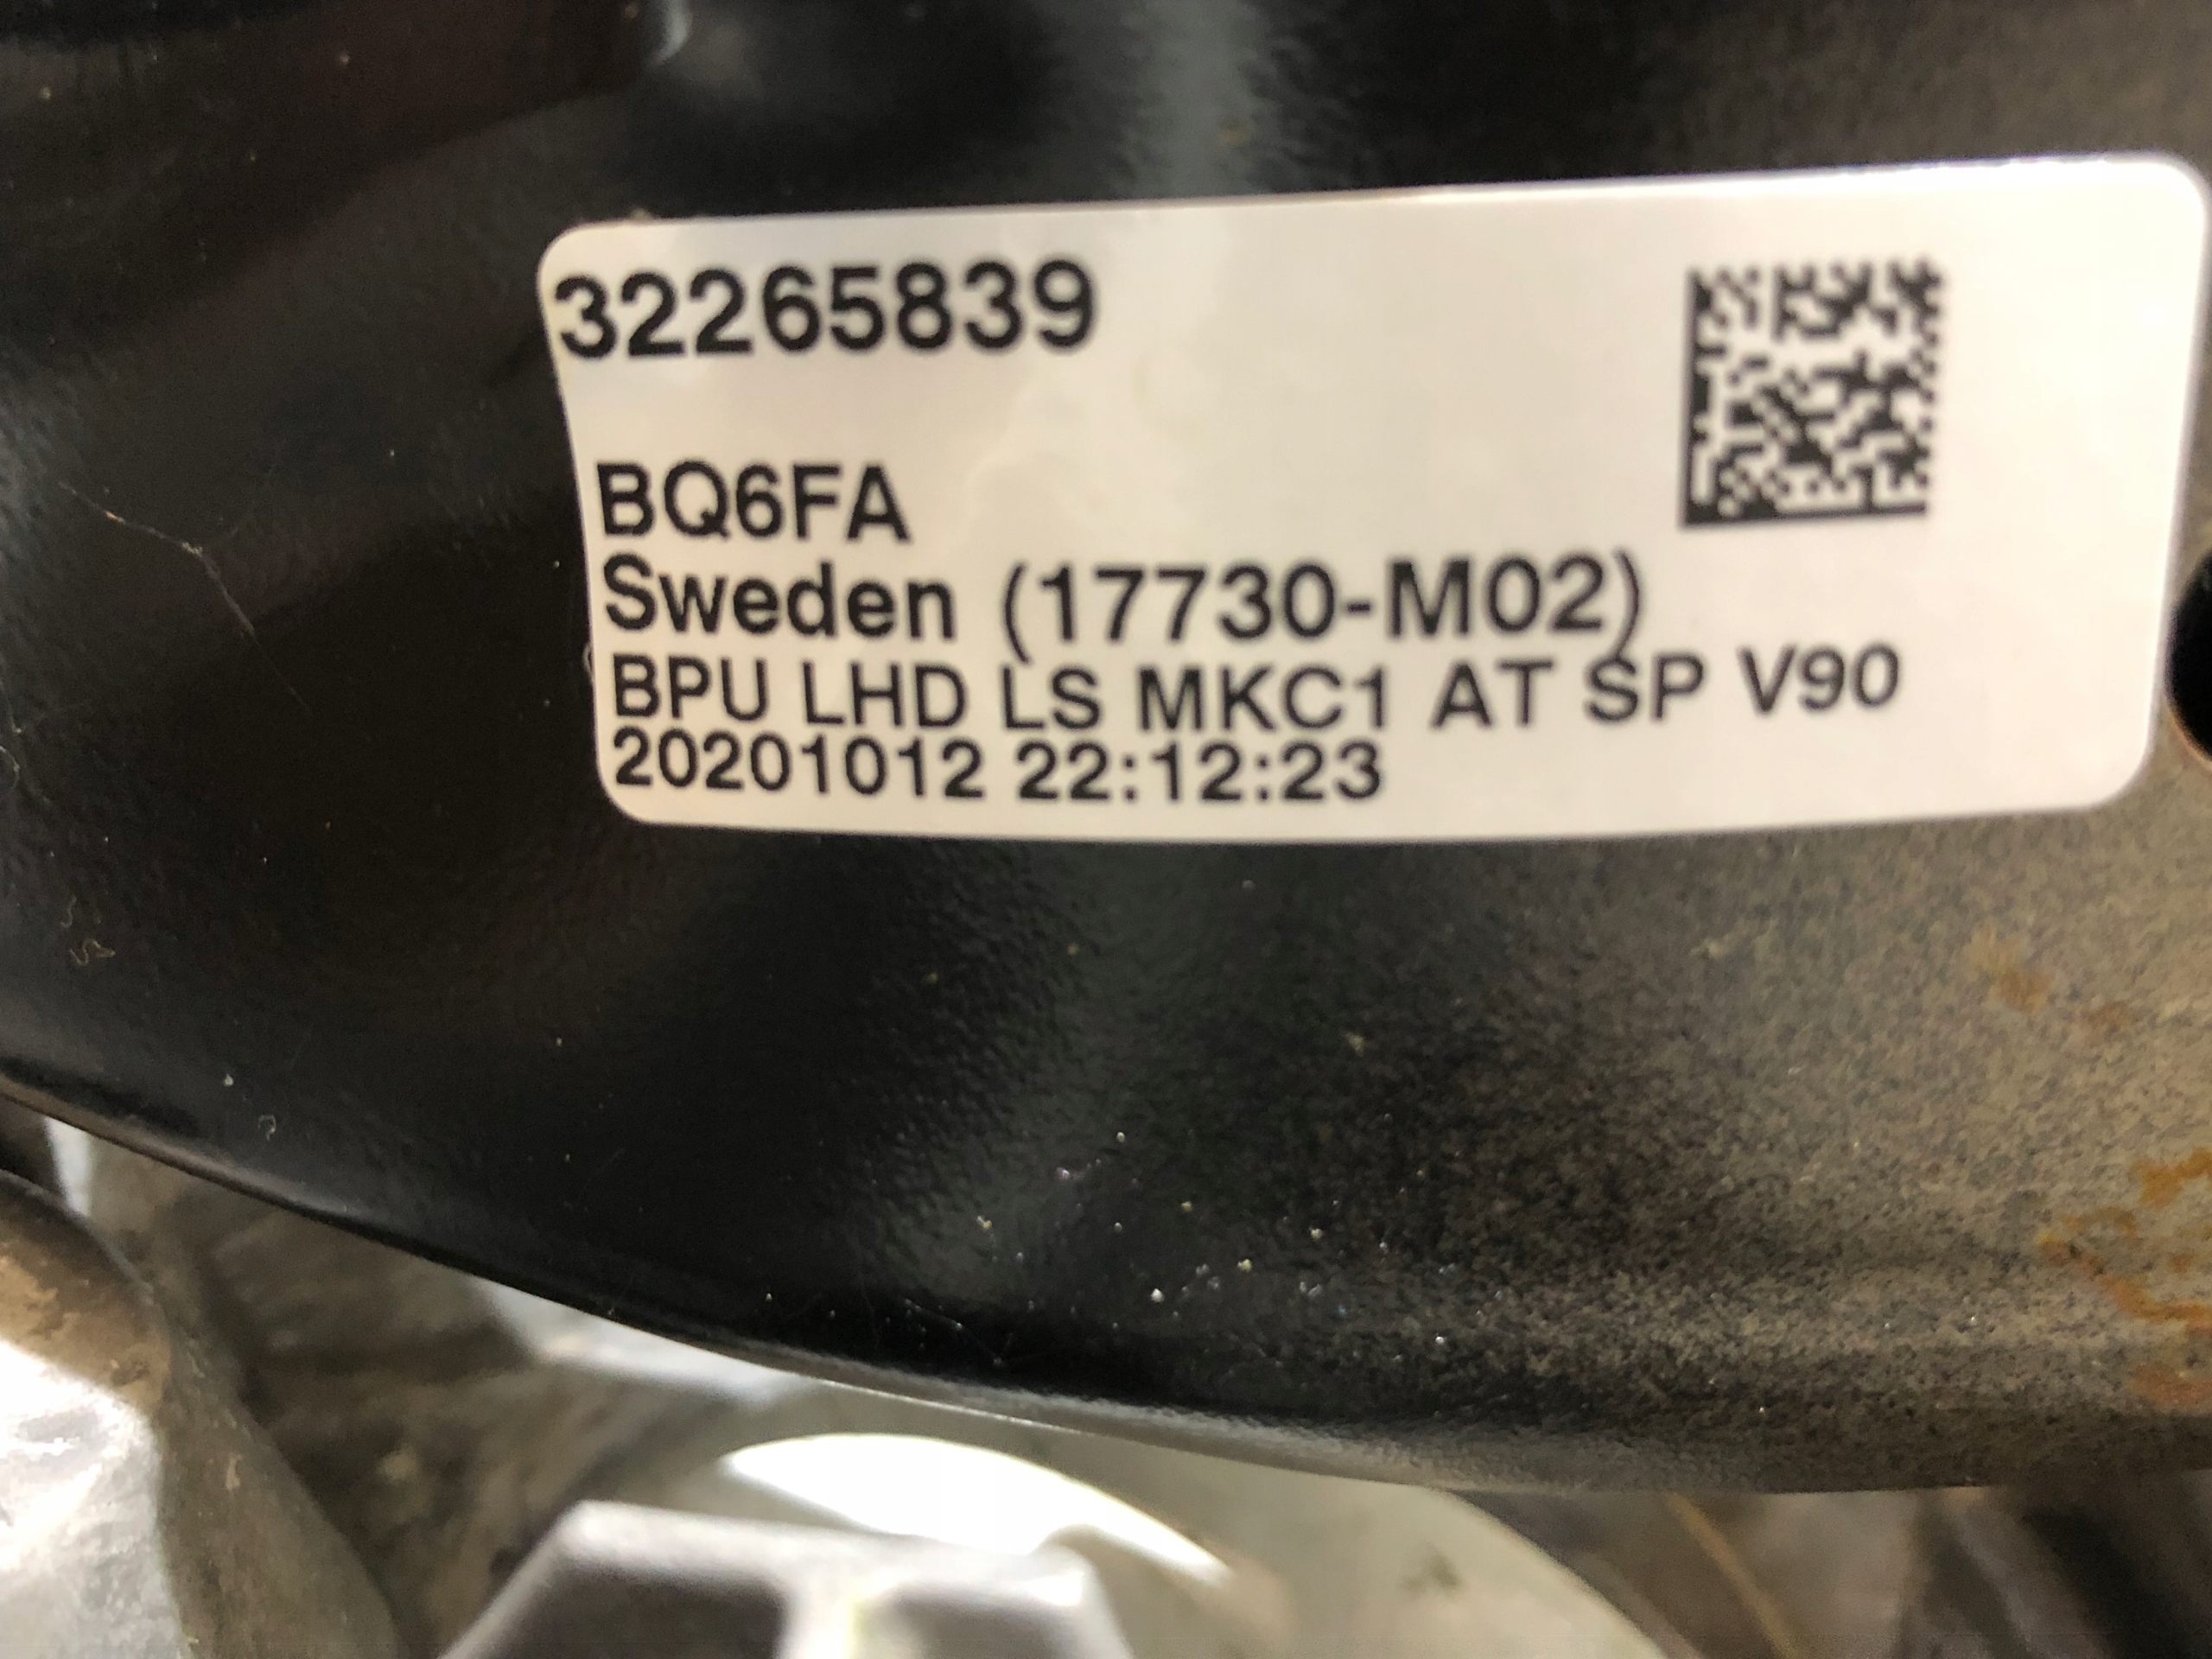 32265839
BQ6FA
Sweden (17730-M02)
BPU LHD LS MKC1 AT SP V90
20201012 22:12:23